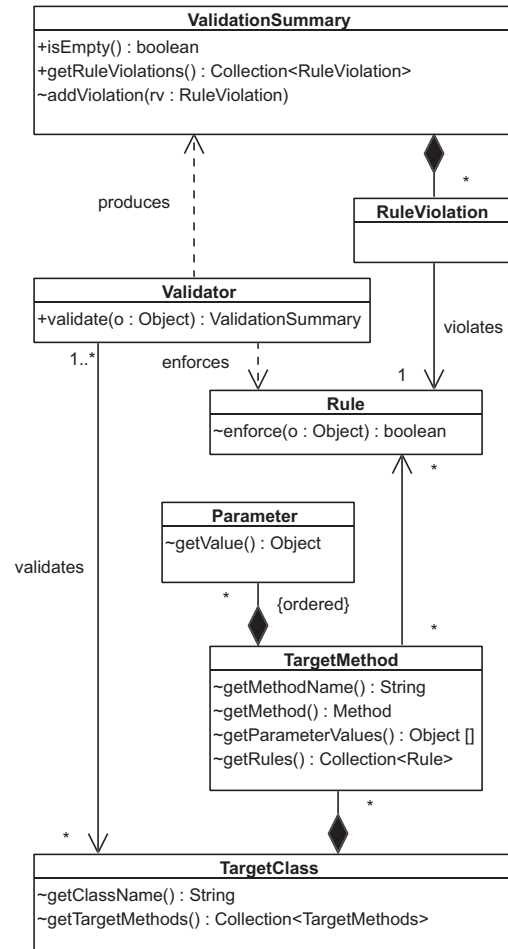 ValidationSummary
+isEmpty() : boolean
+getRuleViolations() : Collection<RuleViolation>
~addViolation(rv : RuleViolation)
produces
*
RuleViolation
Validator
+validate(o : Object) : ValidationSummary
violates
1..*
enforces
1
Rule
~enforce(o : Object) : boolean
*
Parameter
~getValue() : Object
validates
*
{ordered}
*
TargetMethod
~getMethodName() : String
~getMethod() : Method
~getParameterValues() : Object []
~getRules() : Collection<Rule>
*
*
TargetClass
~getClassName() : String
~getTargetMethods() : Collection<TargetMethods>